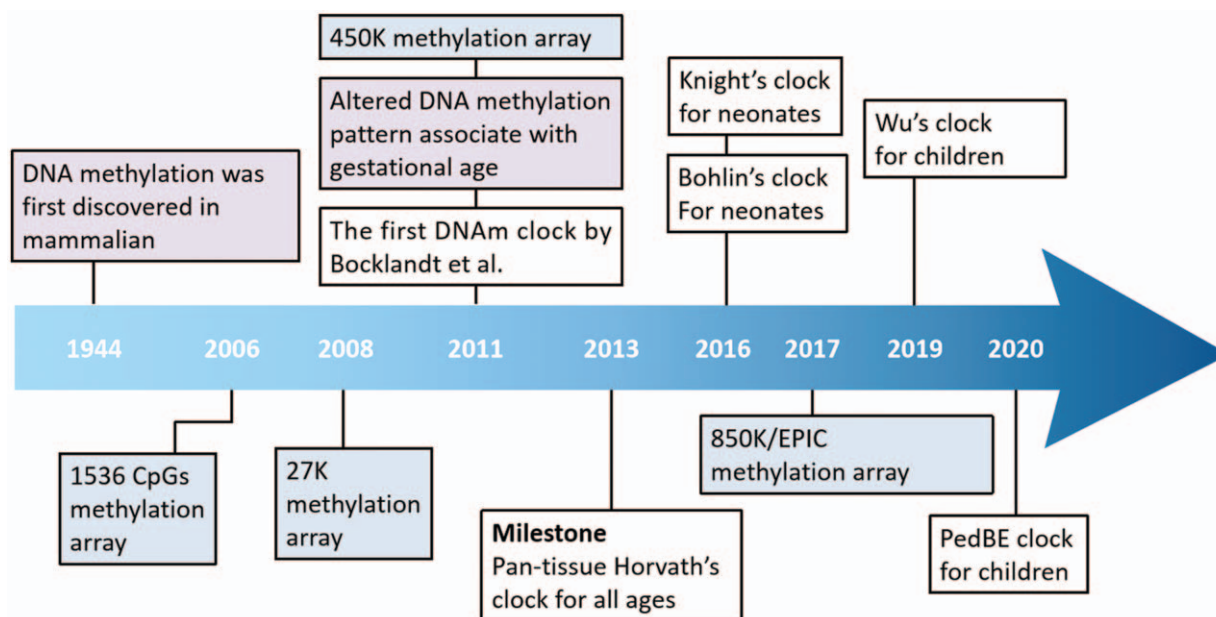 450K methylation array
Altered DNA methylation
pattern associate with
gestational age
The first DNAm clock by
Bocklandt et al.
DNA methylation was
first discovered in
mammalian
Knight's clock
for neonates
Bohlin's clock
For neonates
Wu's clock
for children
1944 2006 2008 2011 2013 2016 2017 2019 2020
1536 CpGs
methylation
array
27K
methylation
array
Milestone
Pan-tissue Horvath's
clock for all ages
850K/EPIC
methylation array
PedBE clock
for children